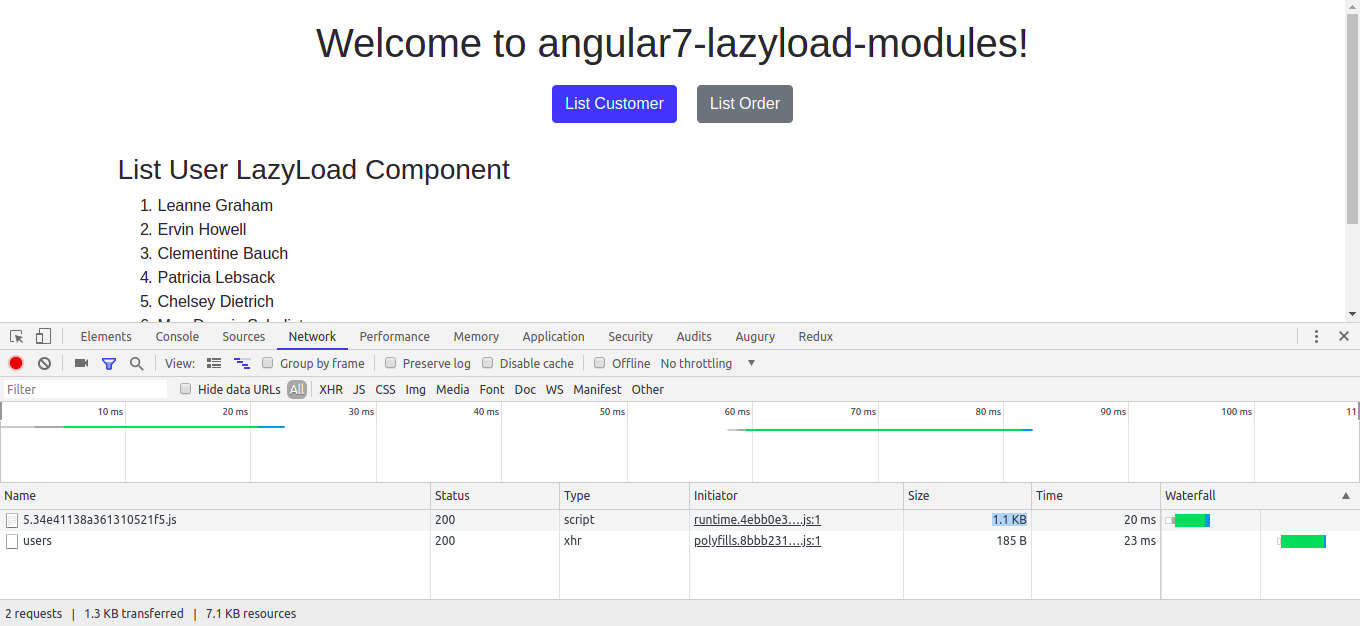 Welcome to angular7-lazyload-modules!
List Customer List Order
List User LazyLoad Component
1. Leanne Graham
2. Ervin Howell
3. Clementine Bauch
4. Patricia Lebsack
5. Chelsey Dietrich
Elements Console Sources Network Performance Memory Application Security Audits Augury Redux
View: Group by frame Preserve log Disable cache Offline No throttling
Filter Hide data URLs All XHR JS CSS Img Media Font Doc WS Manifest Other
10 ms 20 ms 30 ms 40 ms 50 ms 60 ms 70 ms 80 ms 90 ms 100 ms 11
Name Status Type Initiator Size Time Waterfall
5.34e41138a361310521f5.js 200 script runtime.4ebb0e3….js:1 1.1 KB 20 ms
users 200 xhr polyfills.8bbb231….js:1 185 B 23 ms
2 requests | 1.3 KB transferred | 7.1 KB resources